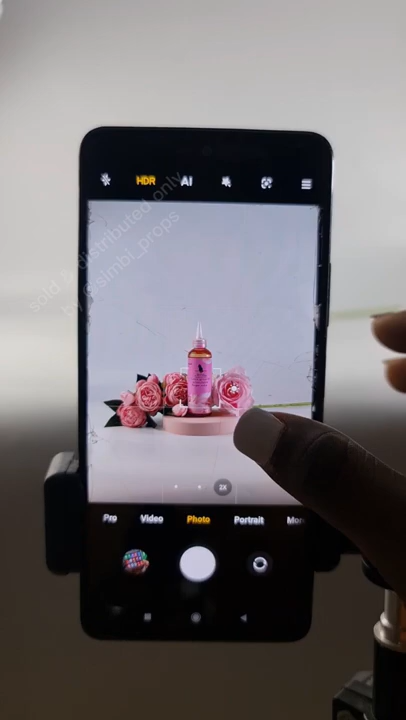 HDR AI
sold & distributed only
by @simbi_props
2X
Pro Video Photo Portrait More